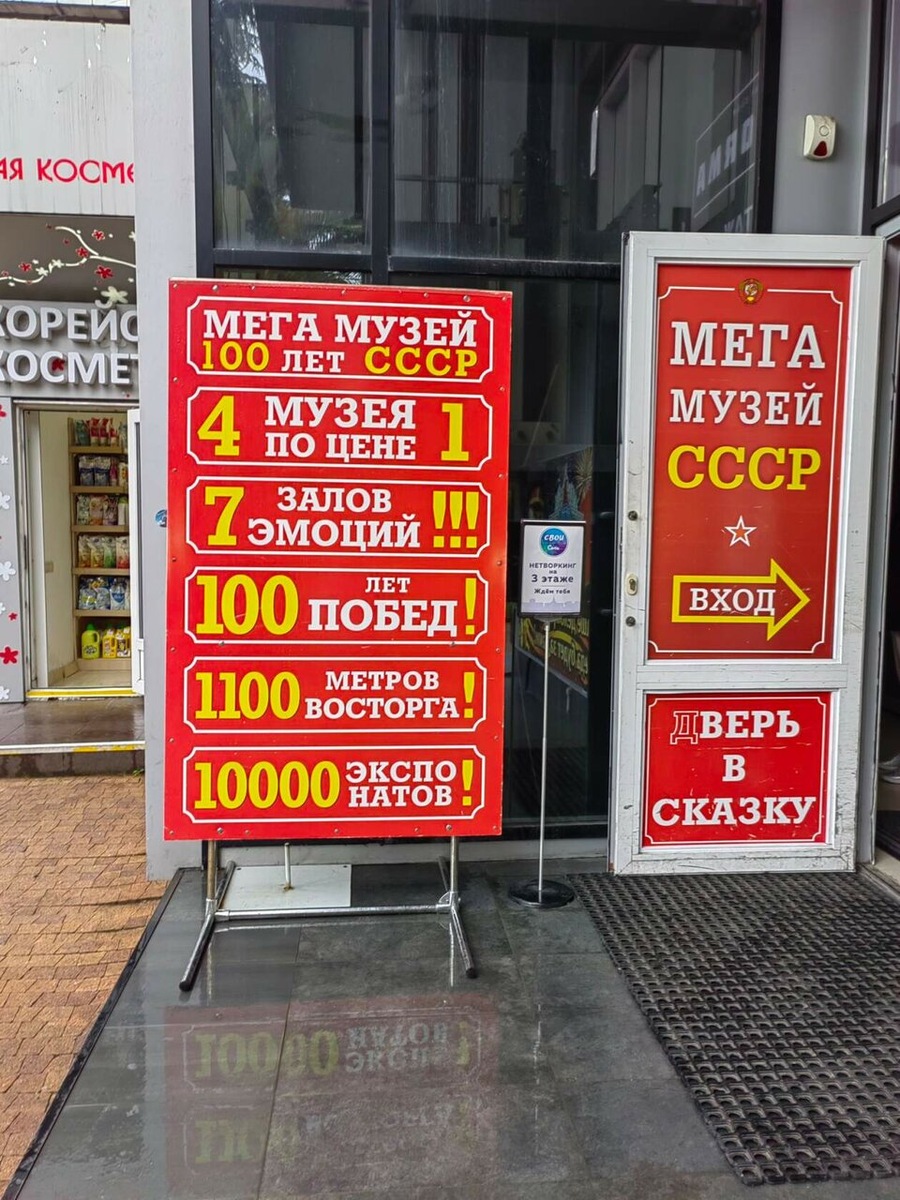 АЯ КОСМЕ
КОРЕЙС
КОСМЕТ
МЕГА МУЗЕЙ
100 ЛЕТ СССР
4 МУЗЕЯ ПО ЦЕНЕ 1
7 ЗАЛОВ ЭМОЦИЙ !!!
100 ЛЕТ ПОБЕД !
1100 МЕТРОВ ВОСТОРГА !
10000 ЭКСПО НАТОВ !
СВОИ
Сочи
НЕТВОРКИНГ
на
3 этаже
Ждём тебя
МЕГА
МУЗЕЙ
СССР
ВХОД
ДВЕРЬ
В
СКАЗКУ